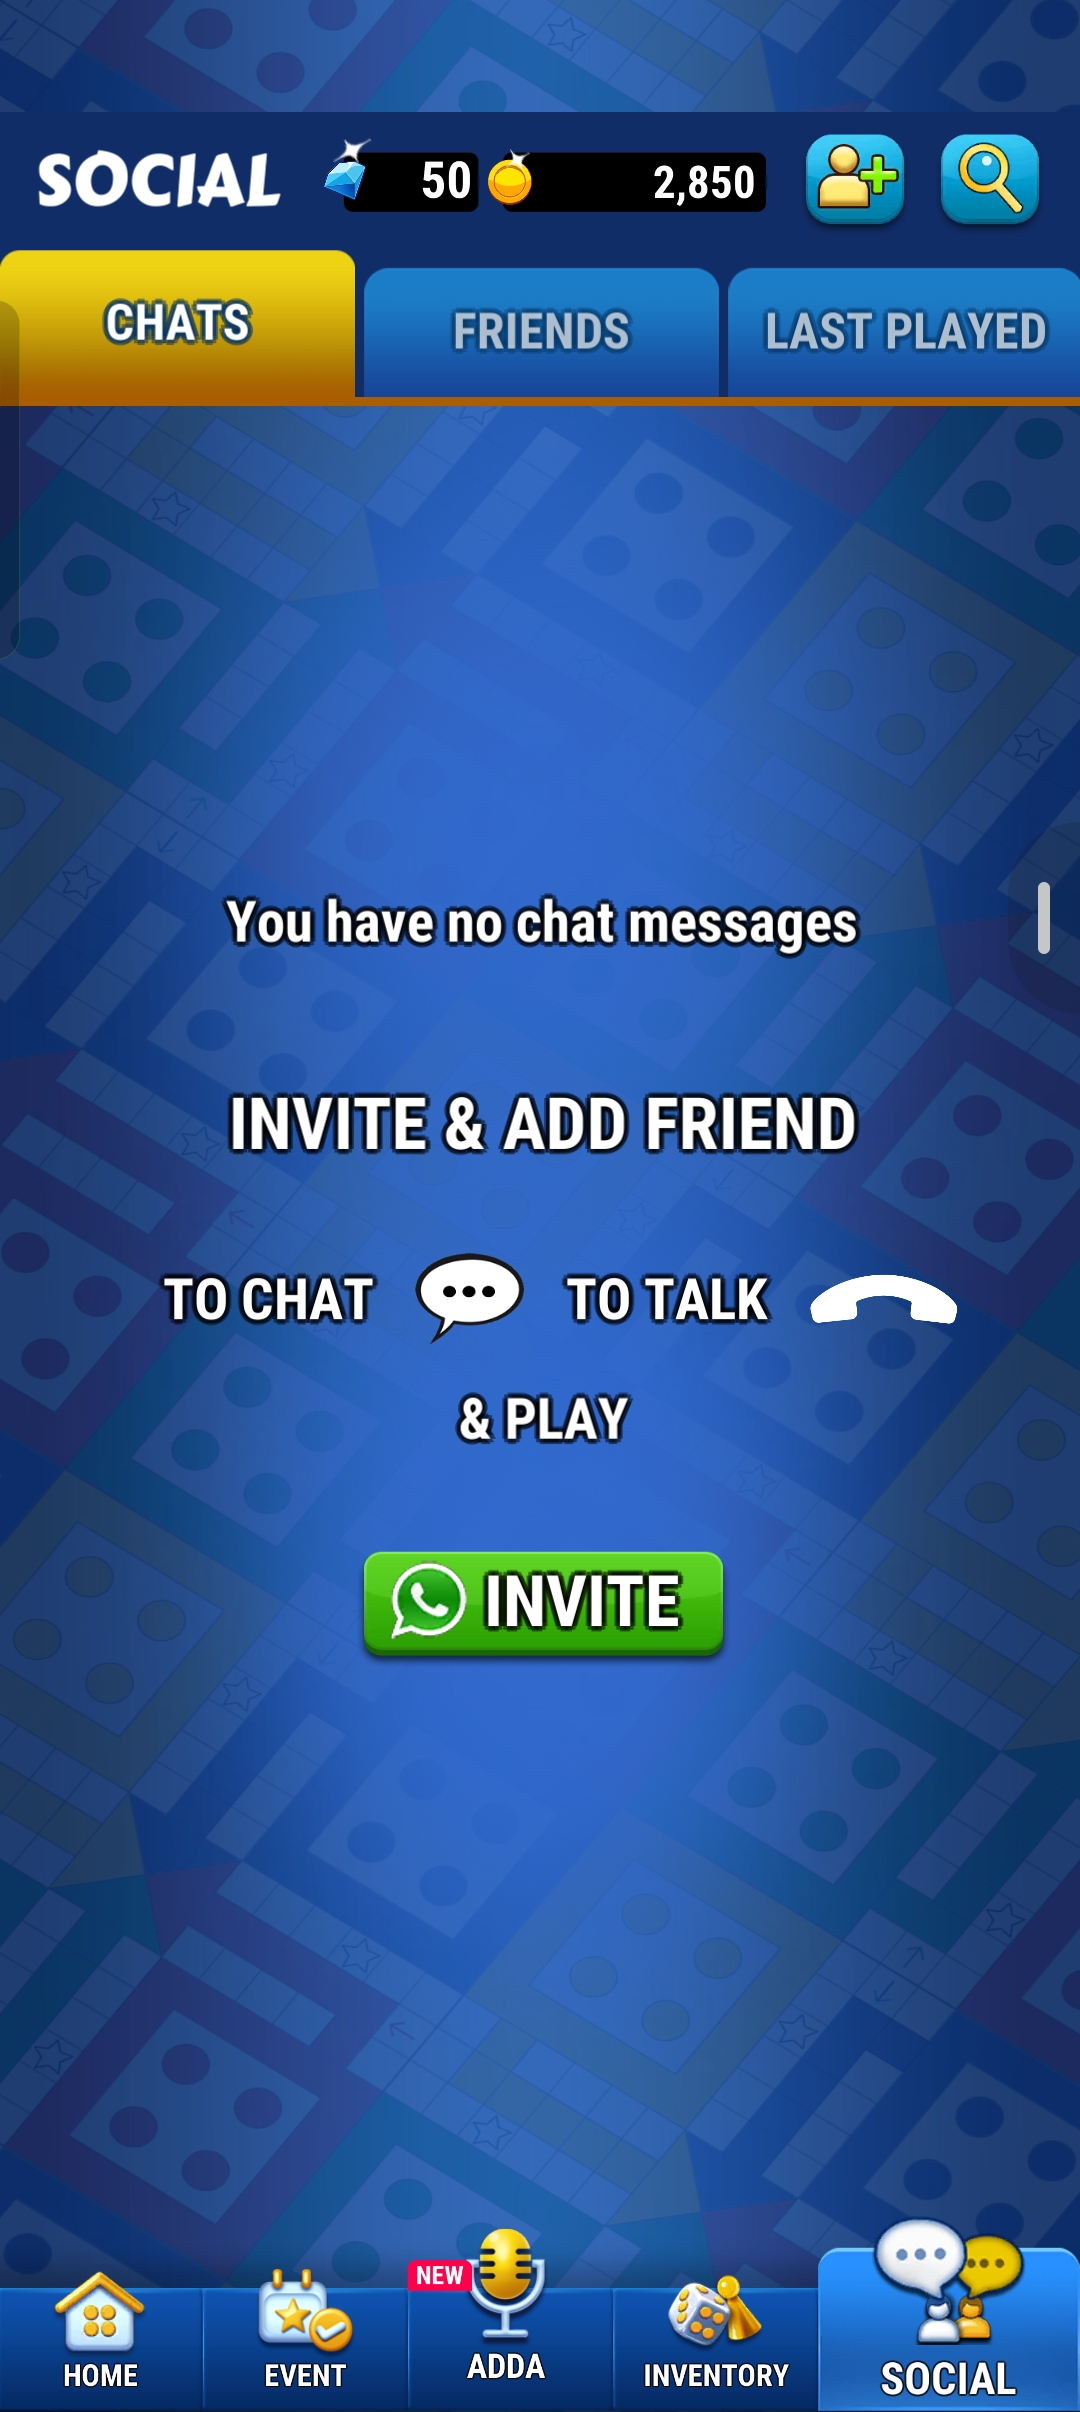 SOCIAL 50 2,850
CHATS FRIENDS LAST PLAYED
You have no chat messages
INVITE & ADD FRIEND
TO CHAT TO TALK
& PLAY
INVITE
NEW
HOME EVENT ADDA INVENTORY SOCIAL